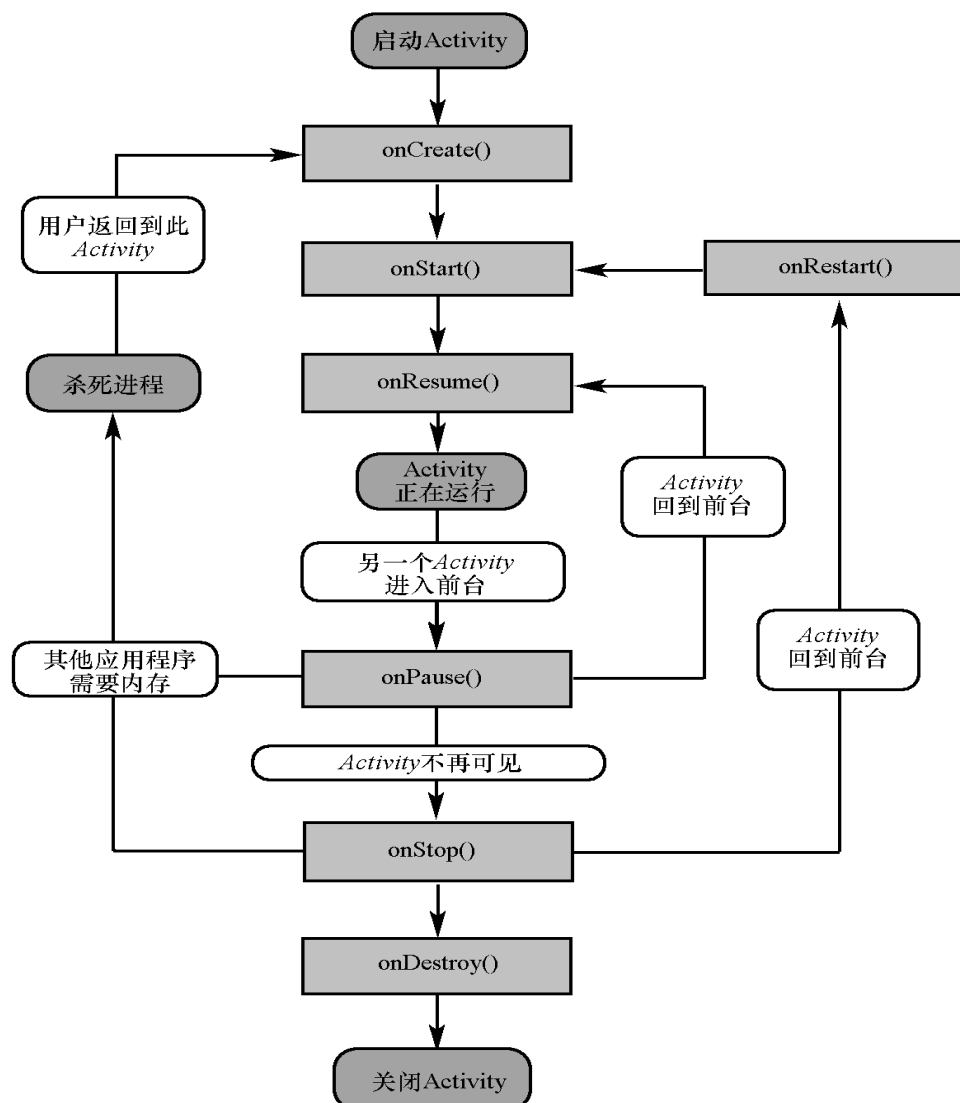 启动Activity
onCreate()
用户返回到此
Activity
onStart()
onRestart()
杀死进程
onResume()
Activity
正在运行
Activity
回到前台
另一个Activity
进入前台
Activity
回到前台
其他应用程序
需要内存
onPause()
Activity不再可见
onStop()
onDestroy()
关闭Activity